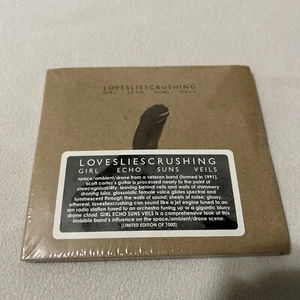 LOVESLIESCRUSHING
GIRL ECHO SUNS VEILS
LOVESLIESCRUSHING
GIRL ECHO SUNS VEILS
space/ambient/drone from a veteran band (formed in 1991).
scott cortez's guitar is processed nearly to the point of
unrecognizability, leaving behind veils and walls of shimmery
droning bliss, glossolalic female voice glides spectral and
luminescent through the walls of sound; sheets of noise; glossy,
ethereal. lovesliescrushing can sound like a jet engine tuned to an
am radio station tuned to an orchestra tuning up or a gigantic blurry
drone cloud. GIRL ECHO SUNS VEILS is a comprehensive look at this
invisible band's influence on the space/ambient/drone scene.
(LIMITED EDITION OF 1000)